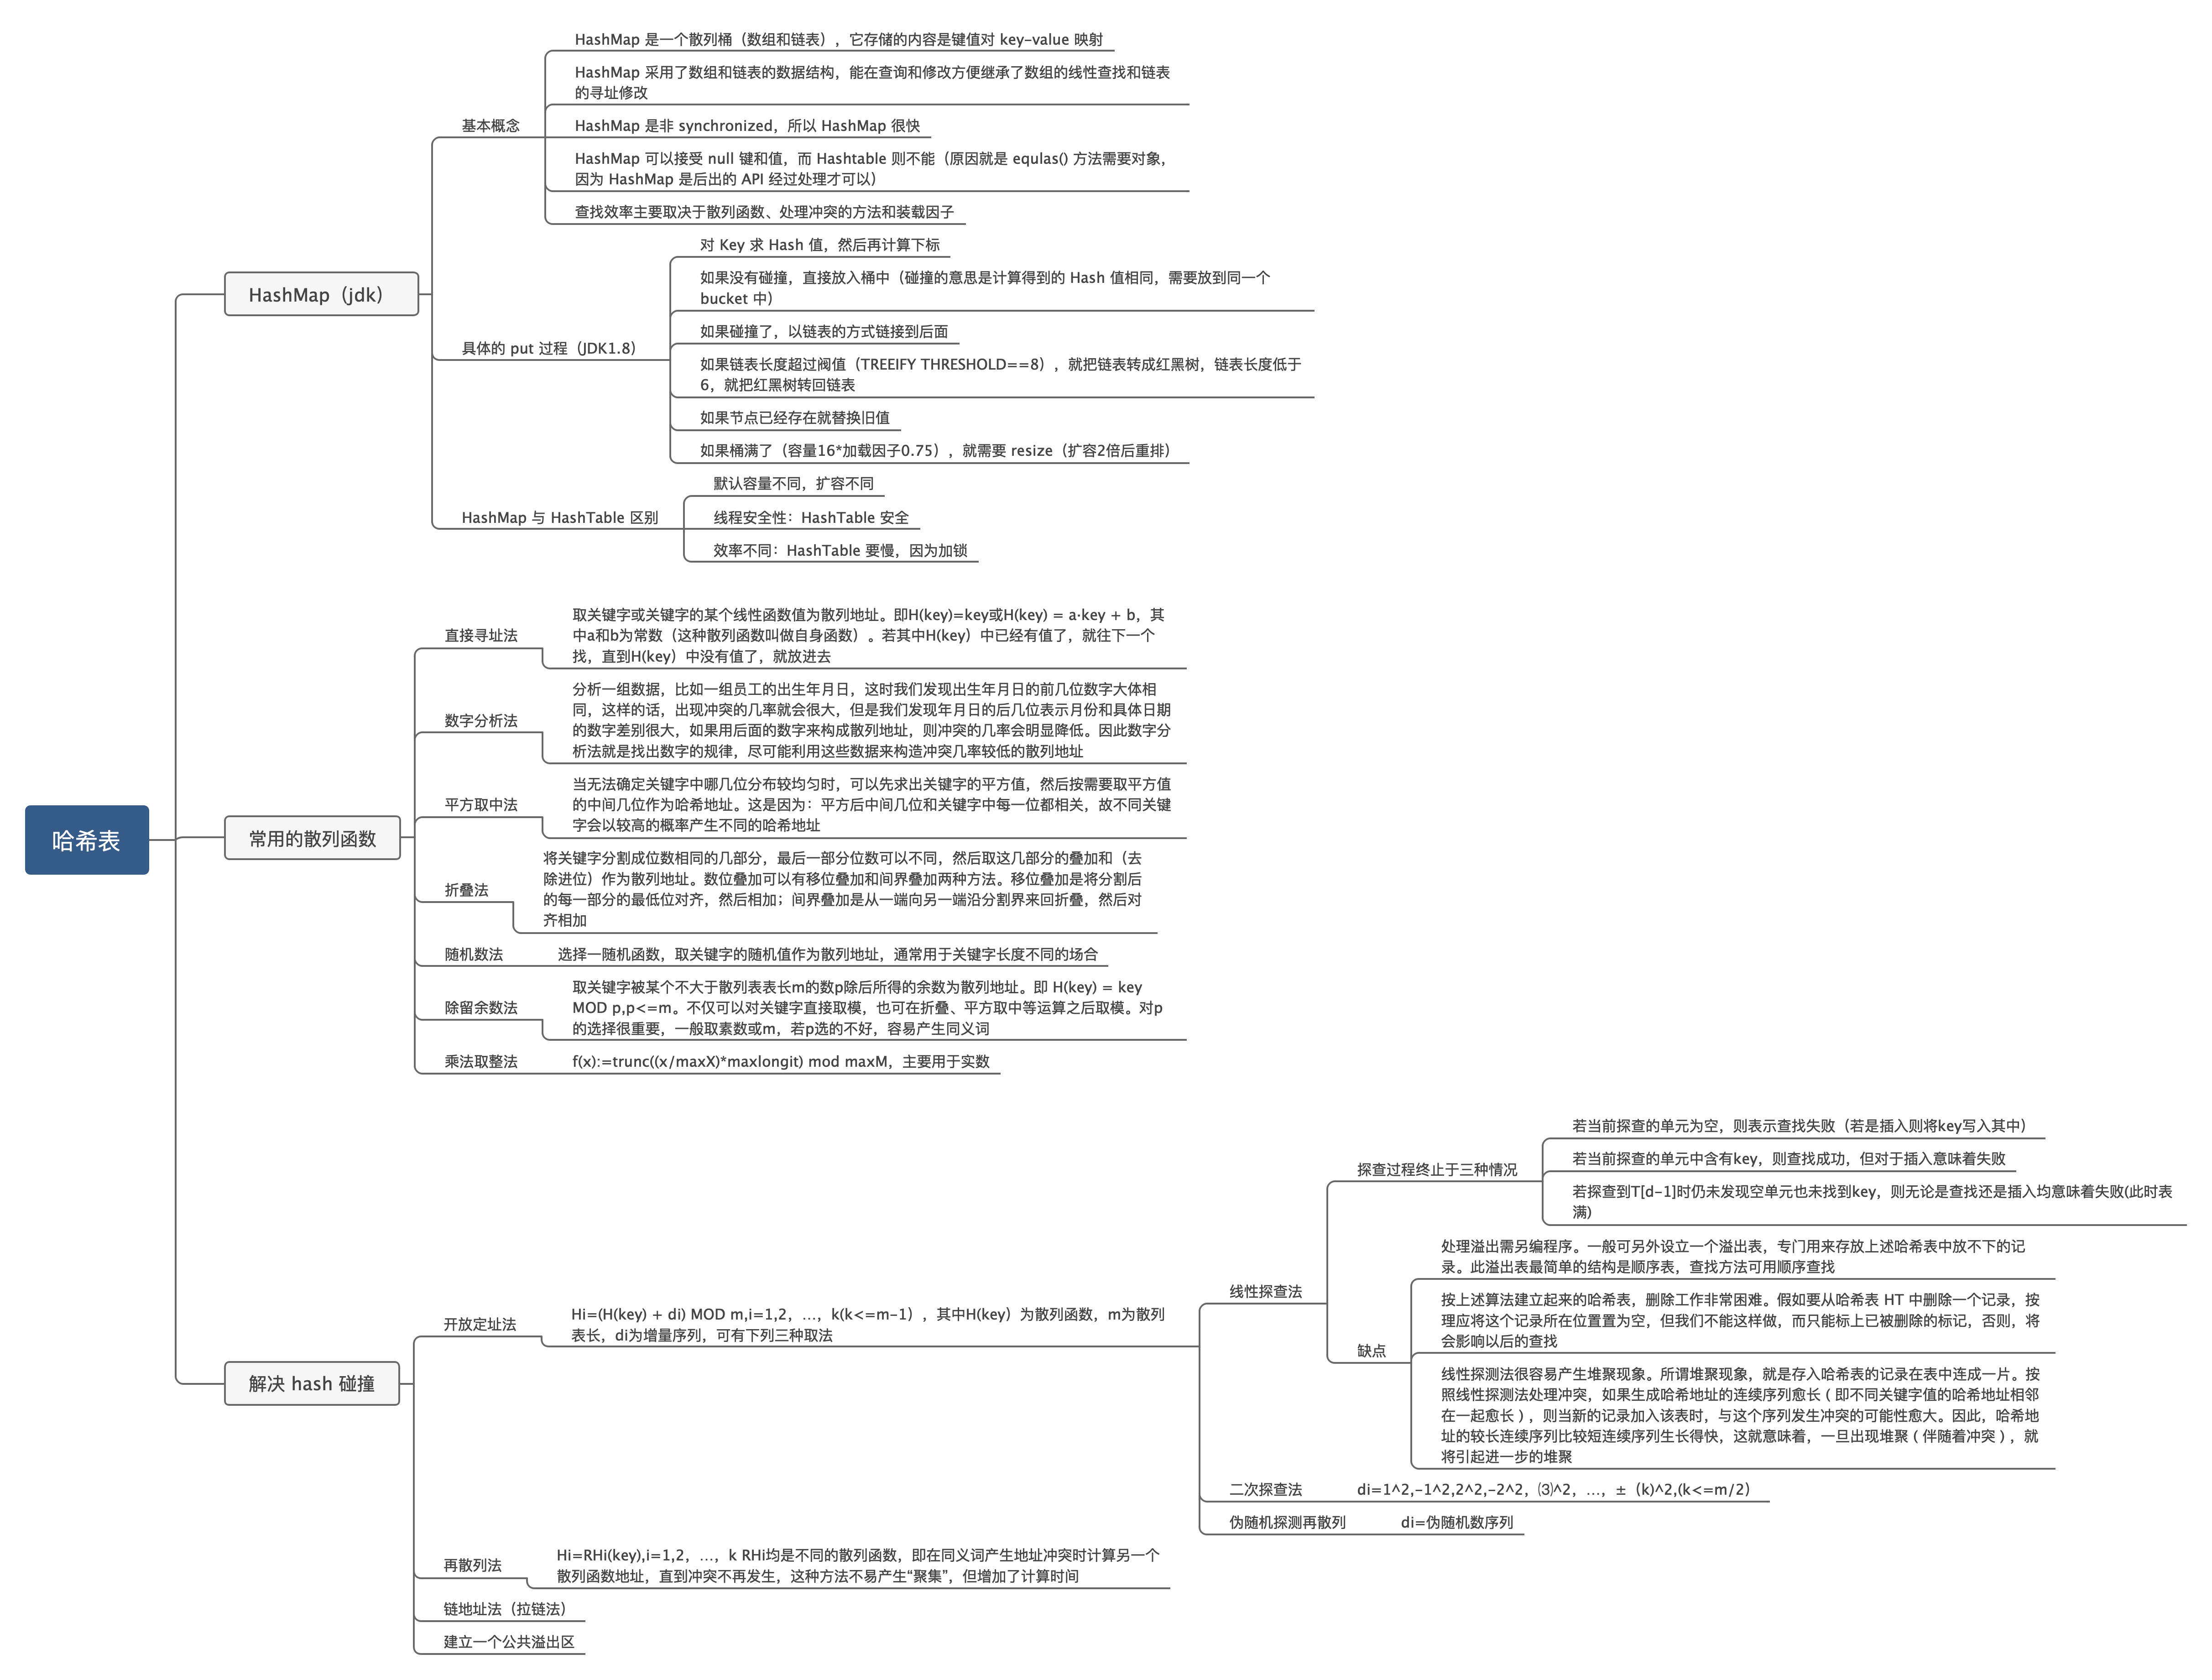 哈希表
HashMap（jdk）
基本概念
HashMap 是一个散列桶（数组和链表），它存储的内容是键值对 key-value 映射
HashMap 采用了数组和链表的数据结构，能在查询和修改方便继承了数组的线性查找和链表
的寻址修改
HashMap 是非 synchronized，所以 HashMap 很快
HashMap 可以接受 null 键和值，而 Hashtable 则不能（原因就是 equlas() 方法需要对象，
因为 HashMap 是后出的 API 经过处理才可以）
查找效率主要取决于散列函数、处理冲突的方法和装载因子
具体的 put 过程（JDK1.8）
对 Key 求 Hash 值，然后再计算下标
如果没有碰撞，直接放入桶中（碰撞的意思是计算得到的 Hash 值相同，需要放到同一个
bucket 中）
如果碰撞了，以链表的方式链接到后面
如果链表长度超过阀值（TREEIFY THRESHOLD==8），就把链表转成红黑树，链表长度低于
6，就把红黑树转回链表
如果节点已经存在就替换旧值
如果桶满了（容量16*加载因子0.75），就需要 resize（扩容2倍后重排）
HashMap 与 HashTable 区别
默认容量不同，扩容不同
线程安全性：HashTable 安全
效率不同：HashTable 要慢，因为加锁
常用的散列函数
直接寻址法
取关键字或关键字的某个线性函数值为散列地址。即H(key)=key或H(key) = a·key + b，其
中a和b为常数（这种散列函数叫做自身函数）。若其中H(key）中已经有值了，就往下一个
找，直到H(key）中没有值了，就放进去
数字分析法
分析一组数据，比如一组员工的出生年月日，这时我们发现出生年月日的前几位数字大体相
同，这样的话，出现冲突的几率就会很大，但是我们发现年月日的后几位表示月份和具体日期
的数字差别很大，如果用后面的数字来构成散列地址，则冲突的几率会明显降低。因此数字分
析法就是找出数字的规律，尽可能利用这些数据来构造冲突几率较低的散列地址
平方取中法
当无法确定关键字中哪几位分布较均匀时，可以先求出关键字的平方值，然后按需要取平方值
的中间几位作为哈希地址。这是因为：平方后中间几位和关键字中每一位都相关，故不同关键
字会以较高的概率产生不同的哈希地址
折叠法
将关键字分割成位数相同的几部分，最后一部分位数可以不同，然后取这几部分的叠加和（去
除进位）作为散列地址。数位叠加可以有移位叠加和间界叠加两种方法。移位叠加是将分割后
的每一部分的最低位对齐，然后相加；间界叠加是从一端向另一端沿分割界来回折叠，然后对
齐相加
随机数法
选择一随机函数，取关键字的随机值作为散列地址，通常用于关键字长度不同的场合
除留余数法
取关键字被某个不大于散列表表长m的数p除后所得的余数为散列地址。即 H(key) = key
MOD p,p<=m。不仅可以对关键字直接取模，也可在折叠、平方取中等运算之后取模。对p
的选择很重要，一般取素数或m，若p选的不好，容易产生同义词
乘法取整法
f(x):=trunc((x/maxX)*maxlongit) mod maxM，主要用于实数
解决 hash 碰撞
开放定址法
Hi=(H(key) + di) MOD m,i=1,2，…，k(k<=m-1），其中H(key）为散列函数，m为散列
表长，di为增量序列，可有下列三种取法
线性探查法
探查过程终止于三种情况
若当前探查的单元为空，则表示查找失败（若是插入则将key写入其中）
若当前探查的单元中含有key，则查找成功，但对于插入意味着失败
若探查到T[d-1]时仍未发现空单元也未找到key，则无论是查找还是插入均意味着失败(此时表
满)
缺点
处理溢出需另编程序。一般可另外设立一个溢出表，专门用来存放上述哈希表中放不下的记
录。此溢出表最简单的结构是顺序表，查找方法可用顺序查找
按上述算法建立起来的哈希表，删除工作非常困难。假如要从哈希表 HT 中删除一个记录，按
理应将这个记录所在位置置为空，但我们不能这样做，而只能标上已被删除的标记，否则，将
会影响以后的查找
线性探测法很容易产生堆聚现象。所谓堆聚现象，就是存入哈希表的记录在表中连成一片。按
照线性探测法处理冲突，如果生成哈希地址的连续序列愈长 ( 即不同关键字值的哈希地址相邻
在一起愈长 ) ，则当新的记录加入该表时，与这个序列发生冲突的可能性愈大。因此，哈希地
址的较长连续序列比较短连续序列生长得快，这就意味着，一旦出现堆聚 ( 伴随着冲突 ) ，就
将引起进一步的堆聚
二次探查法
di=1^2,-1^2,2^2,-2^2，⑶^2，…，±（k)^2,(k<=m/2）
伪随机探测再散列
di=伪随机数序列
再散列法
Hi=RHi(key),i=1,2，…，k RHi均是不同的散列函数，即在同义词产生地址冲突时计算另一个
散列函数地址，直到冲突不再发生，这种方法不易产生“聚集”，但增加了计算时间
链地址法（拉链法）
建立一个公共溢出区